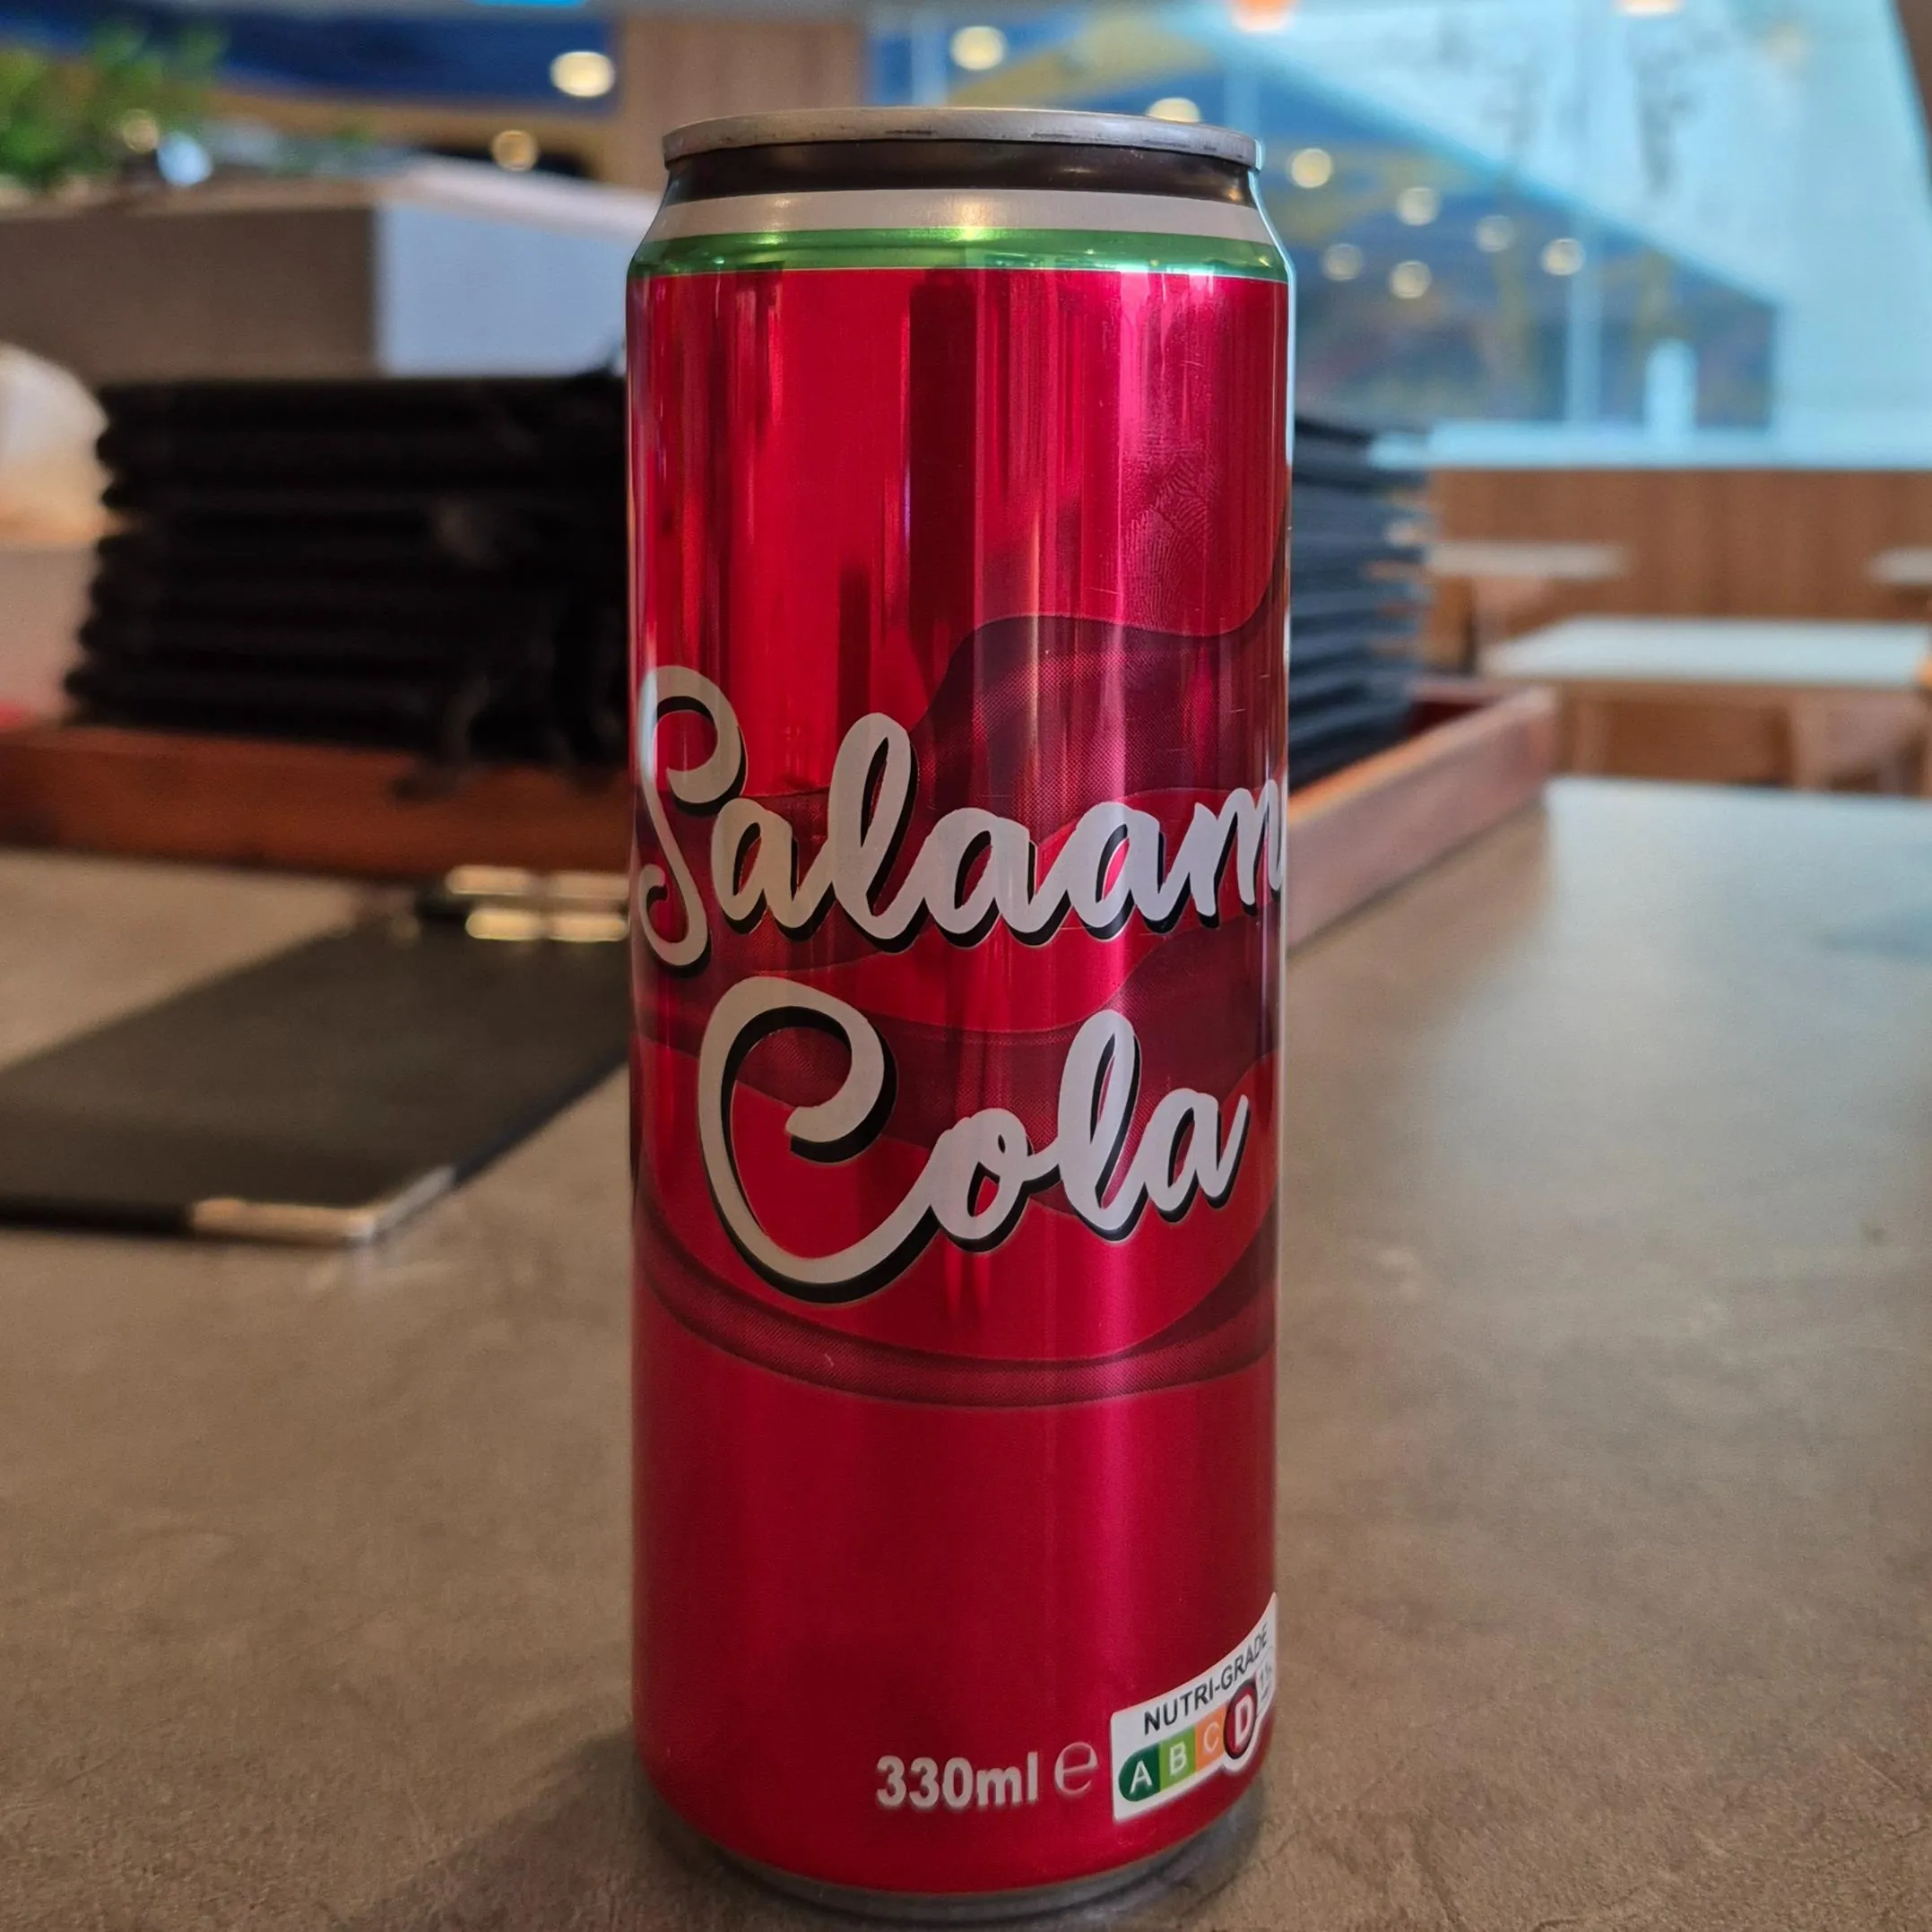 Salaam
Cola
NUTRI-GRADE
A B C D
330ml e